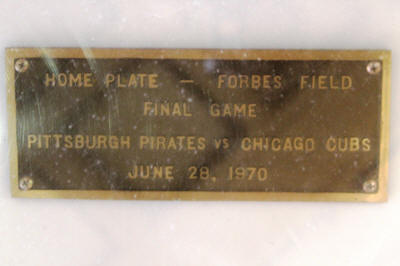 HOME PLATE — FORBES FIELD
FINAL GAME
PITTSBURGH PIRATES VS CHICAGO CUBS
JUNE 28, 1970